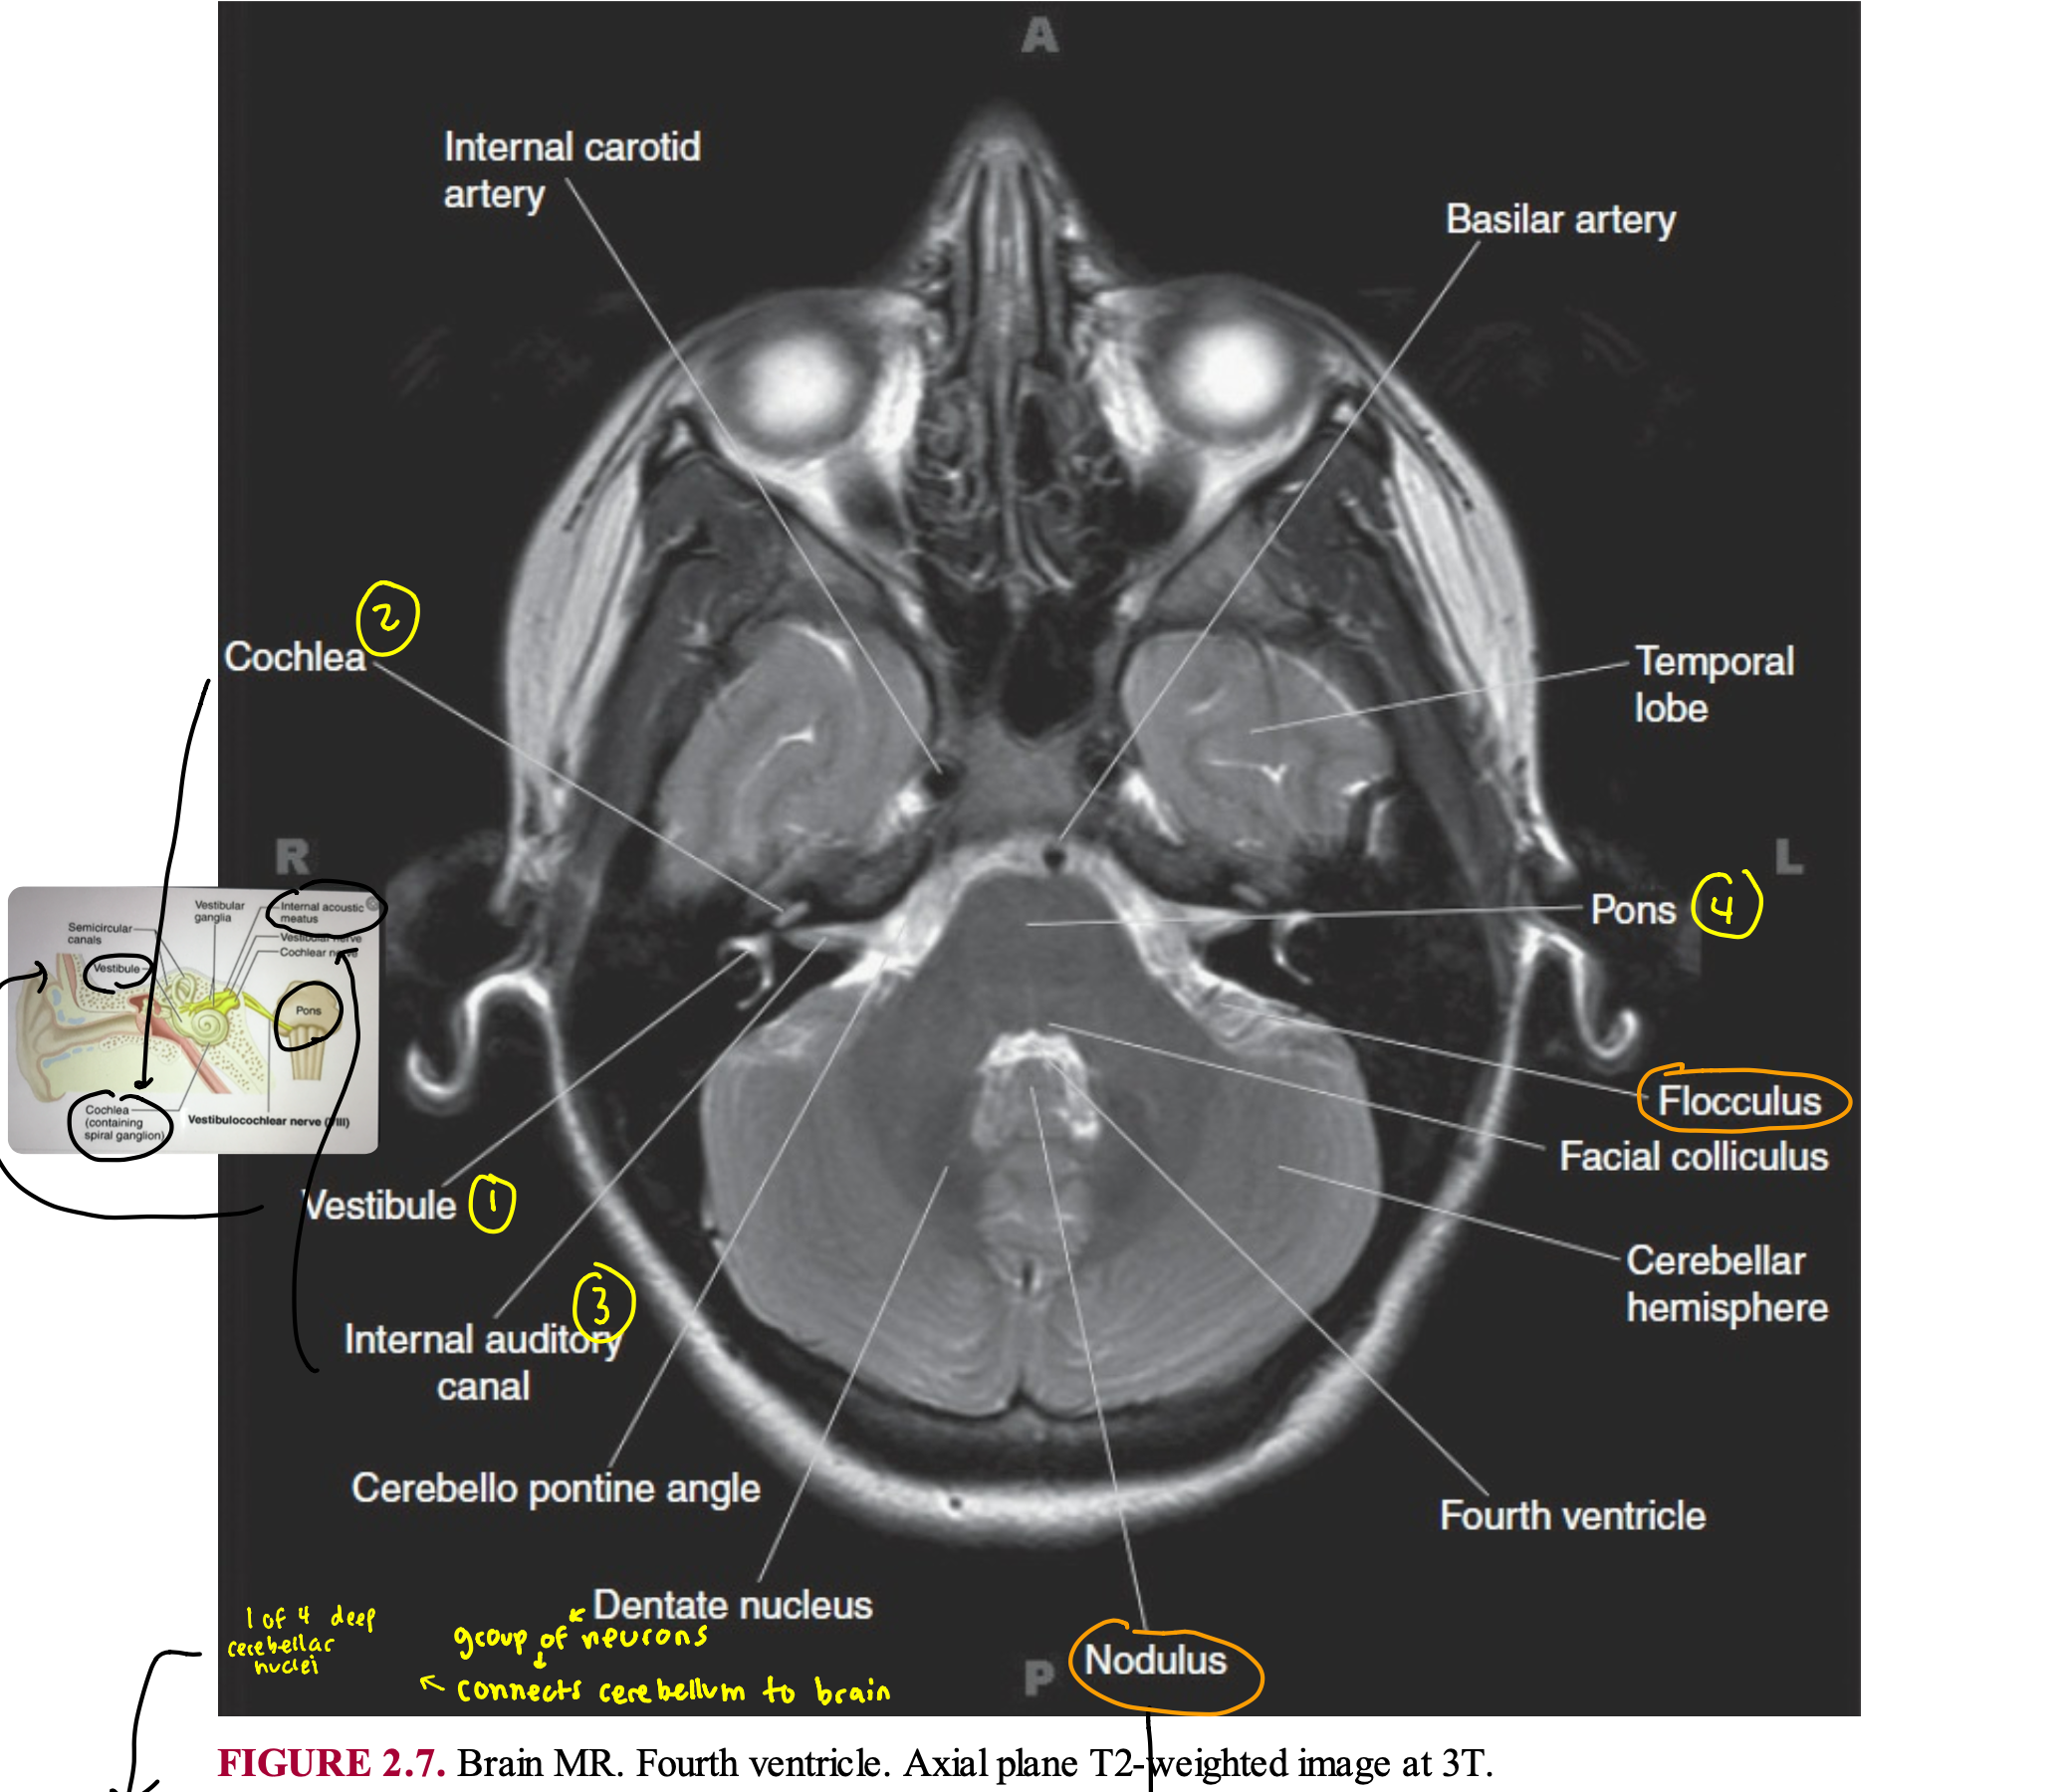 A
Internal carotid
artery
Basilar artery
2
Cochlea
Temporal
lobe
R
L
Pons
4
Vestibular
ganglia
Internal acoustic
meatus
Semicircular
canals
Vestibular nerve
Cochlear nerve
Vestibule
Pons
Cochlea
(containing
spiral ganglion)
Vestibulocochlear nerve (VIII)
Flocculus
Facial colliculus
Vestibule
1
Cerebellar
hemisphere
3
Internal auditory
canal
Cerebello pontine angle
Fourth ventricle
Dentate nucleus
1 of 4 deep
cerebellar
nuclei
group of neurons
connects cerebellum to brain
Nodulus
P
FIGURE 2.7. Brain MR. Fourth ventricle. Axial plane T2-weighted image at 3T.